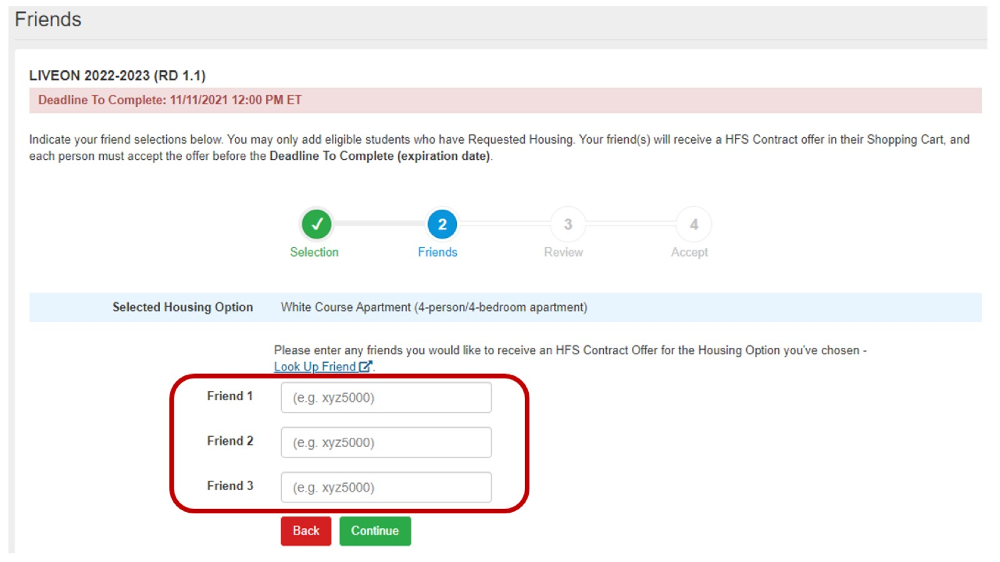 Friends
LIVEON 2022-2023 (RD 1.1)
Deadline To Complete: 11/11/2021 12:00 PM ET
Indicate your friend selections below. You may only add eligible students who have Requested Housing. Your friend(s) will receive a HFS Contract offer in their Shopping Cart, and
each person must accept the offer before the Deadline To Complete (expiration date).
2 3 4
Selection Friends Review Accept
Selected Housing Option White Course Apartment (4-person/4-bedroom apartment)
Please enter any friends you would like to receive an HFS Contract Offer for the Housing Option you've chosen -
Look Up Friend .
Friend 1 (e.g. xyz5000)
Friend 2 (e.g. xyz5000)
Friend 3 (e.g. xyz5000)
Back Continue